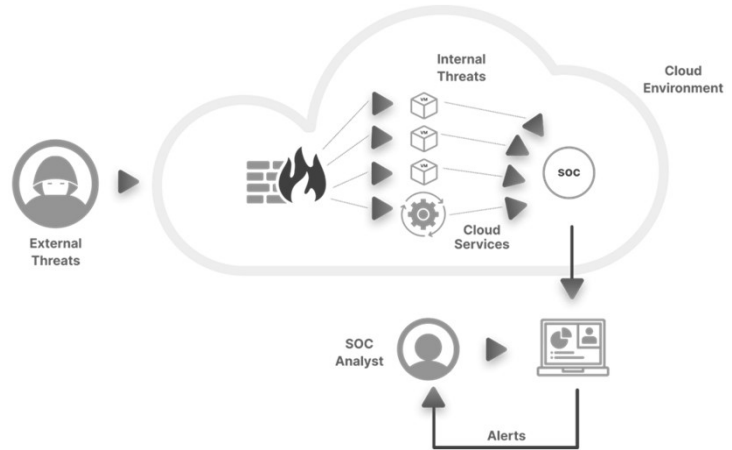 Internal
Threats
Cloud
Environment
VM
VM
VM
SOC
External
Threats
Cloud
Services
SOC
Analyst
Alerts